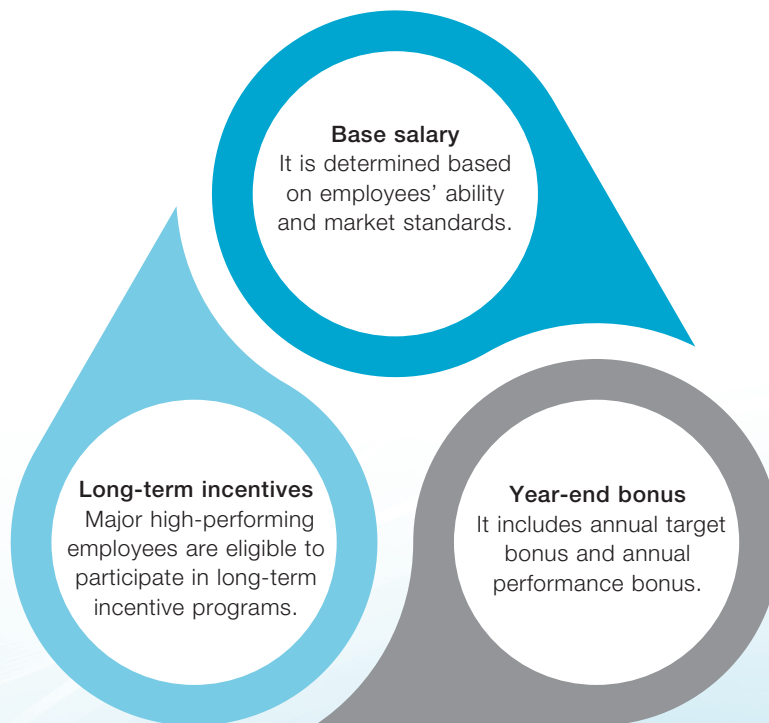 Base salary
It is determined based
on employees’ ability
and market standards.
Long-term incentives
Major high-performing
employees are eligible to
participate in long-term
incentive programs.
Year-end bonus
It includes annual target
bonus and annual
performance bonus.